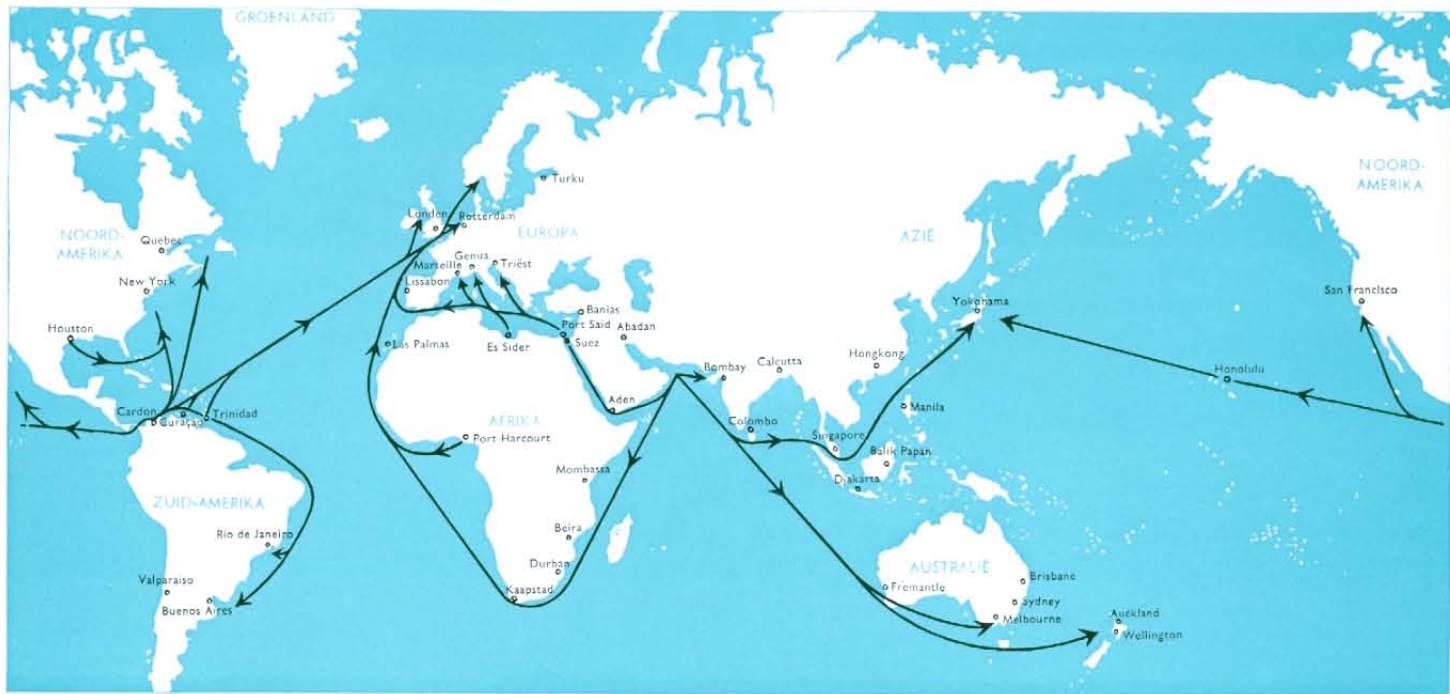 GROENLAND
NOORD-
AMERIKA
Turku
Londen
Rotterdam
NOORD-
AMERIKA
Quebec
EUROPA
AZIË
Genua
Marseille
Triëst
New York
Lissabon
San Francisco
Yokohama
Banias
Houston
Port Said
Abadan
Las Palmas
Es Sider
Suez
Bombay
Calcutta
Hongkong
Honolulu
Aden
Manila
Cardon
Trinidad
Curaçao
AFRIKA
Colombo
Port Harcourt
Singapore
Balik Papan
Mombassa
Djakarta
ZUID-AMERIKA
Rio de Janeiro
Beira
Durban
AUSTRALIË
Valparaiso
Kaapstad
Fremantle
Brisbane
Buenos Aires
Sydney
Auckland
Melbourne
Wellington